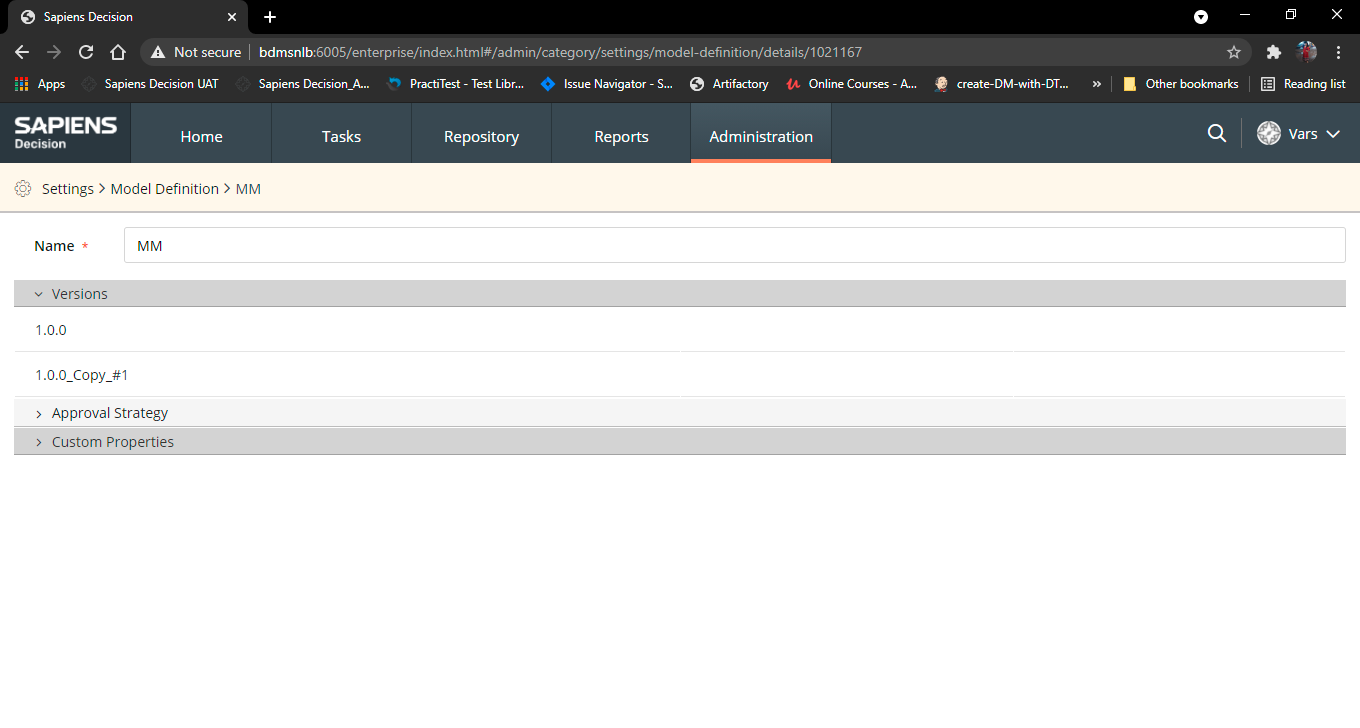 Sapiens Decision
Not secure bdmsnlb:6005/enterprise/index.html#/admin/category/settings/model-definition/details/1021167
Apps Sapiens Decision UAT Sapiens Decision_A... PractiTest - Test Libr... Issue Navigator - S... Artifactory Online Courses - A... create-DM-with-DT... » Other bookmarks Reading list
SAPIENS
Decision
Home Tasks Repository Reports Administration Vars
Settings > Model Definition > MM
Name * MM
Versions
1.0.0
1.0.0_Copy_#1
Approval Strategy
Custom Properties